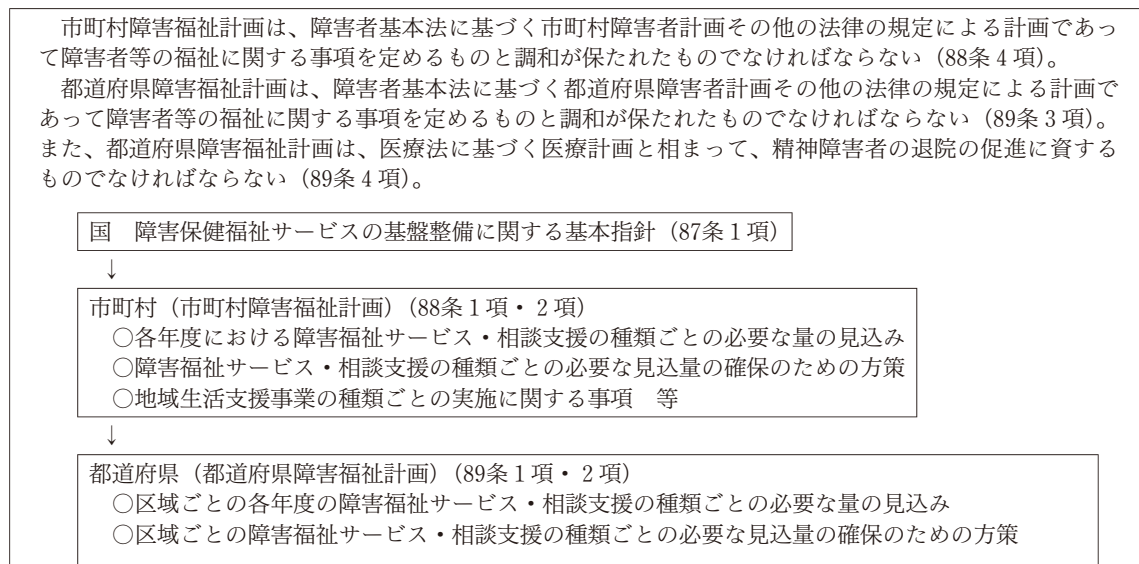 市町村障害福祉計画は、障害者基本法に基づく市町村障害者計画その他の法律の規定による計画であっ
て障害者等の福祉に関する事項を定めるものと調和が保たれたものでなければならない（88条４項）。
　都道府県障害福祉計画は、障害者基本法に基づく都道府県障害者計画その他の法律の規定による計画で
あって障害者等の福祉に関する事項を定めるものと調和が保たれたものでなければならない（89条３項）。
また、都道府県障害福祉計画は、医療法に基づく医療計画と相まって、精神障害者の退院の促進に資する
ものでなければならない（89条４項）。
国　障害保健福祉サービスの基盤整備に関する基本指針（87条１項）
↓
市町村（市町村障害福祉計画）（88条１項・２項）
○各年度における障害福祉サービス・相談支援の種類ごとの必要な量の見込み
○障害福祉サービス・相談支援の種類ごとの必要な見込量の確保のための方策
○地域生活支援事業の種類ごとの実施に関する事項　等
↓
都道府県（都道府県障害福祉計画）（89条１項・２項）
○区域ごとの各年度の障害福祉サービス・相談支援の種類ごとの必要な量の見込み
○区域ごとの障害福祉サービス・相談支援の種類ごとの必要な見込量の確保のための方策